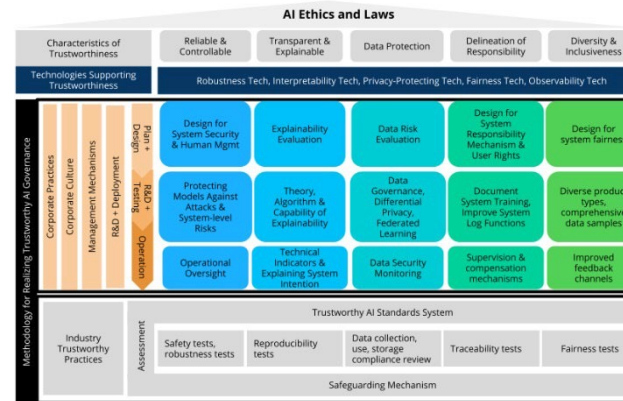 AI Ethics and Laws
Characteristics of
Trustworthiness
Reliable &
Controllable
Transparent &
Explainable
Data Protection
Delineation of
Responsibility
Diversity &
Inclusiveness
Technologies Supporting
Trustworthiness
Robustness Tech, Interpretability Tech, Privacy-Protecting Tech, Fairness Tech, Observability Tech
Methodology for Realizing Trustworthy AI Governance
Corporate Practices
Corporate Culture
Management Mechanisms
R&D + Deployment
Plan +
Design
Design for
System Security
& Human Mgmt
Explainability
Evaluation
Data Risk
Evaluation
Design for
System
Responsibility
Mechanism &
User Rights
Design for
system fairness
R&D +
Testing
Protecting
Models Against
Attacks &
System-level
Risks
Theory,
Algorithm &
Capability of
Explainability
Data
Governance,
Differential
Privacy,
Federated
Learning
Document
System Training,
Improve System
Log Functions
Diverse product
types,
comprehensive
data samples
Operation
Operational
Oversight
Technical
Indicators &
Explaining System
Intention
Data Security
Monitoring
Supervision &
compensation
mechanisms
Improved
feedback
channels
Industry
Trustworthy
Practices
Assessment
Trustworthy AI Standards System
Safety tests,
robustness tests
Reproducibility
tests
Data collection,
use, storage
compliance review
Traceability tests
Fairness tests
Safeguarding Mechanism